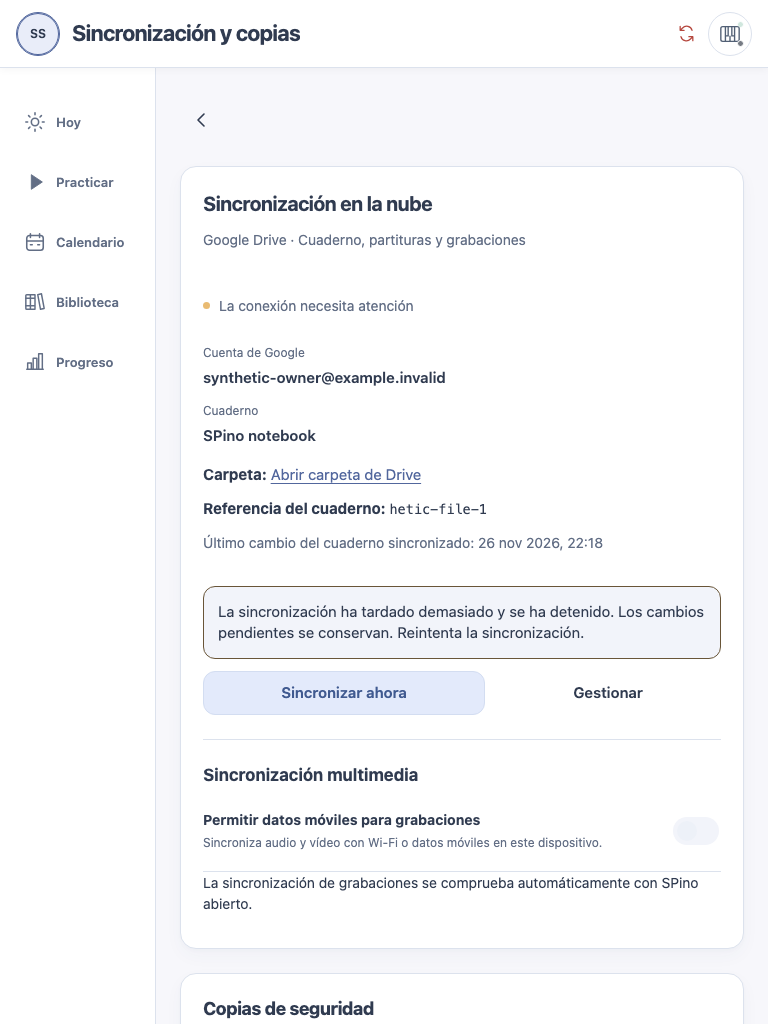 SS
Sincronización y copias
Hoy
Practicar
Calendario
Biblioteca
Progreso
Sincronización en la nube
Google Drive · Cuaderno, partituras y grabaciones
La conexión necesita atención
Cuenta de Google
synthetic-owner@example.invalid
Cuaderno
SPino notebook
Carpeta: Abrir carpeta de Drive
Referencia del cuaderno: hetic-file-1
Último cambio del cuaderno sincronizado: 26 nov 2026, 22:18
La sincronización ha tardado demasiado y se ha detenido. Los cambios
pendientes se conservan. Reintenta la sincronización.
Sincronizar ahora
Gestionar
Sincronización multimedia
Permitir datos móviles para grabaciones
Sincroniza audio y vídeo con Wi-Fi o datos móviles en este dispositivo.
La sincronización de grabaciones se comprueba automáticamente con SPino
abierto.
Copias de seguridad